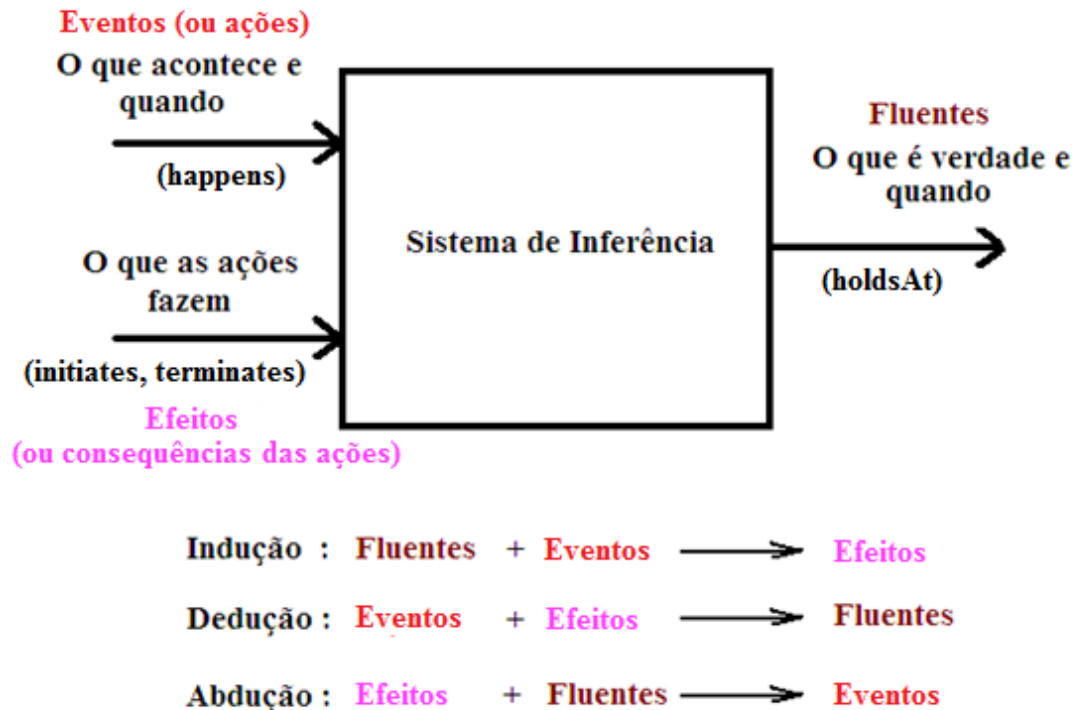 Eventos (ou ações)
O que acontece e
quando
(happens)
O que as ações
fazem
(initiates, terminates)
Efeitos
(ou consequências das ações)
Sistema de Inferência
Fluentes
O que é verdade e
quando
(holdsAt)
Indução : Fluentes + Eventos Efeitos
Dedução : Eventos + Efeitos Fluentes
Abdução : Efeitos + Fluentes Eventos